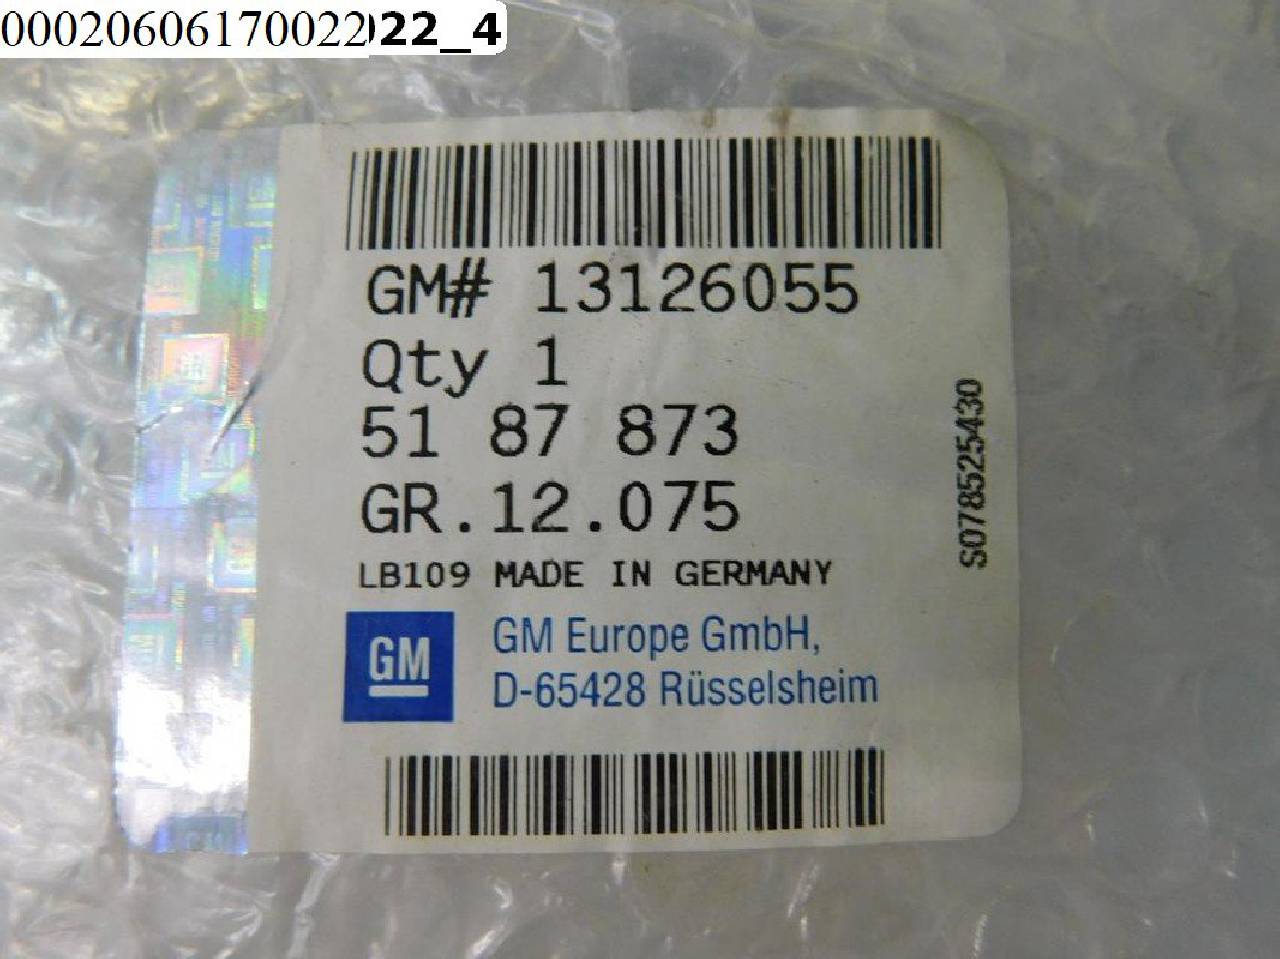 00020606170022022_4
GM# 13126055
Qty 1
51 87 873
GR.12.075
LB109 MADE IN GERMANY
S078525430
GM
GM Europe GmbH,
D-65428 Rüsselsheim